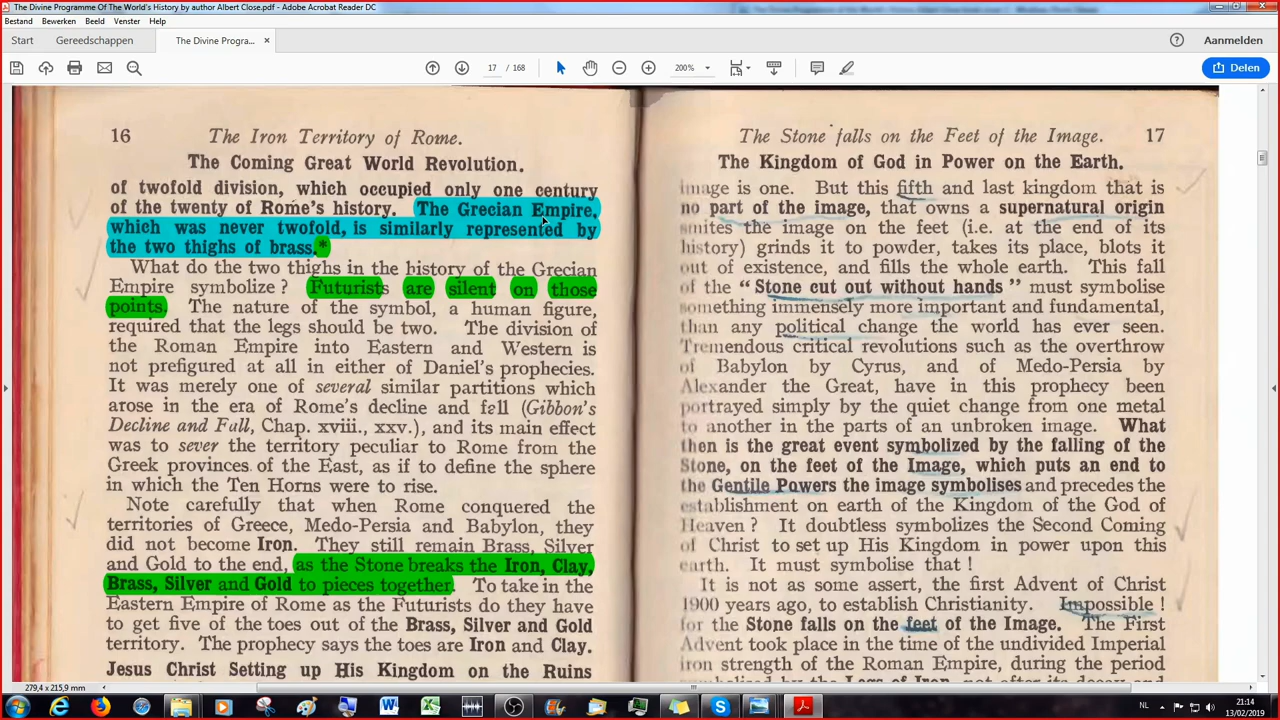 The Divine Programme Of The World's History by author Albert Close.pdf - Adobe Acrobat Reader DC
Bestand Bewerken Beeld Venster Help
Start Gereedschappen The Divine Progra... × Aanmelden
17 / 168 200% Delen
16 The Iron Territory of Rome.
The Coming Great World Revolution.
of twofold division, which occupied only one century
of the twenty of Rome's history. The Grecian Empire,
which was never twofold, is similarly represented by
the two thighs of brass.*
What do the two thighs in the history of the Grecian
Empire symbolize ? Futurists are silent on those
points. The nature of the symbol, a human figure,
required that the legs should be two. The division of
the Roman Empire into Eastern and Western is
not prefigured at all in either of Daniel's prophecies.
It was merely one of several similar partitions which
arose in the era of Rome's decline and fell (Gibbon's
Decline and Fall, Chap. xviii., xxv.), and its main effect
was to sever the territory peculiar to Rome from the
Greek provinces of the East, as if to define the sphere
in which the Ten Horns were to rise.
Note carefully that when Rome conquered the
territories of Greece, Medo-Persia and Babylon, they
did not become Iron. They still remain Brass, Silver
and Gold to the end, as the Stone breaks the Iron, Clay,
Brass, Silver and Gold to pieces together. To take in the
Eastern Empire of Rome as the Futurists do they have
to get five of the toes out of the Brass, Silver and Gold
territory. The prophecy says the toes are Iron and Clay.
Jesus Christ Setting up His Kingdom on the Ruins
The Stone falls on the Feet of the Image. 17
The Kingdom of God in Power on the Earth.
image is one. But this fifth and last kingdom that is
no part of the image, that owns a supernatural origin
smites the image on the feet (i.e. at the end of its
history) grinds it to powder, takes its place, blots it
out of existence, and fills the whole earth. This fall
of the "Stone cut out without hands" must symbolise
something immensely more important and fundamental,
than any political change the world has ever seen.
Tremendous critical revolutions such as the overthrow
of Babylon by Cyrus, and of Medo-Persia by
Alexander the Great, have in this prophecy been
portrayed simply by the quiet change from one metal
to another in the parts of an unbroken image. What
then is the great event symbolized by the falling of the
Stone, on the feet of the Image, which puts an end to
the Gentile Powers the image symbolises and precedes the
establishment on earth of the Kingdom of the God of
Heaven ? It doubtless symbolizes the Second Coming
of Christ to set up His Kingdom in power upon this
earth. It must symbolise that !
It is not as some assert, the first Advent of Christ
1900 years ago, to establish Christianity. Impossible !
for the Stone falls on the feet of the Image. The First
Advent took place in the time of the undivided Imperial
iron strength of the Roman Empire, during the period
279,4 x 215,9 mm
NL 21:14
13/02/2019